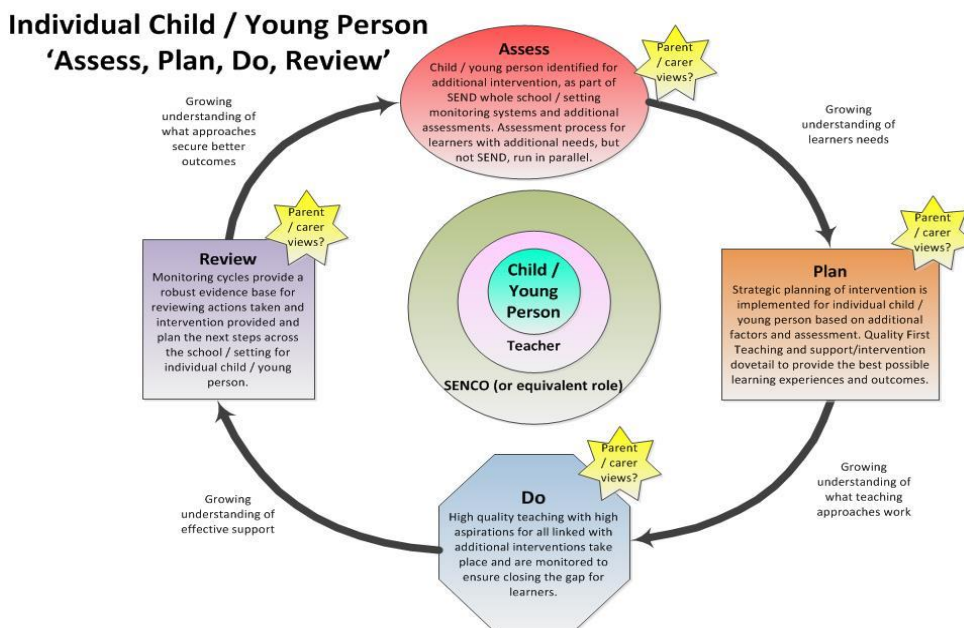 Individual Child / Young Person
‘Assess, Plan, Do, Review’
Assess
Child / young person identified for
additional intervention, as part of
SEND whole school / setting
monitoring systems and additional
assessments. Assessment process for
learners with additional needs, but
not SEND, run in parallel.
Parent
/ carer
views?
Growing
understanding of
learners needs
Parent
/ carer
views?
Plan
Strategic planning of intervention is
implemented for individual child /
young person based on additional
factors and assessment. Quality First
Teaching and support/intervention
dovetail to provide the best possible
learning experiences and outcomes.
Growing
understanding of
what teaching
approaches work
Parent
/ carer
views?
Do
High quality teaching with high
aspirations for all linked with
additional interventions take
place and are monitored to
ensure closing the gap for
learners.
Growing
understanding of
effective support
Parent
/ carer
views?
Review
Monitoring cycles provide a
robust evidence base for
reviewing actions taken and
intervention provided and
plan the next steps across
the school / setting for
individual child / young
person.
Growing
understanding of
what approaches
secure better
outcomes
Child /
Young
Person
Teacher
SENCO (or equivalent role)